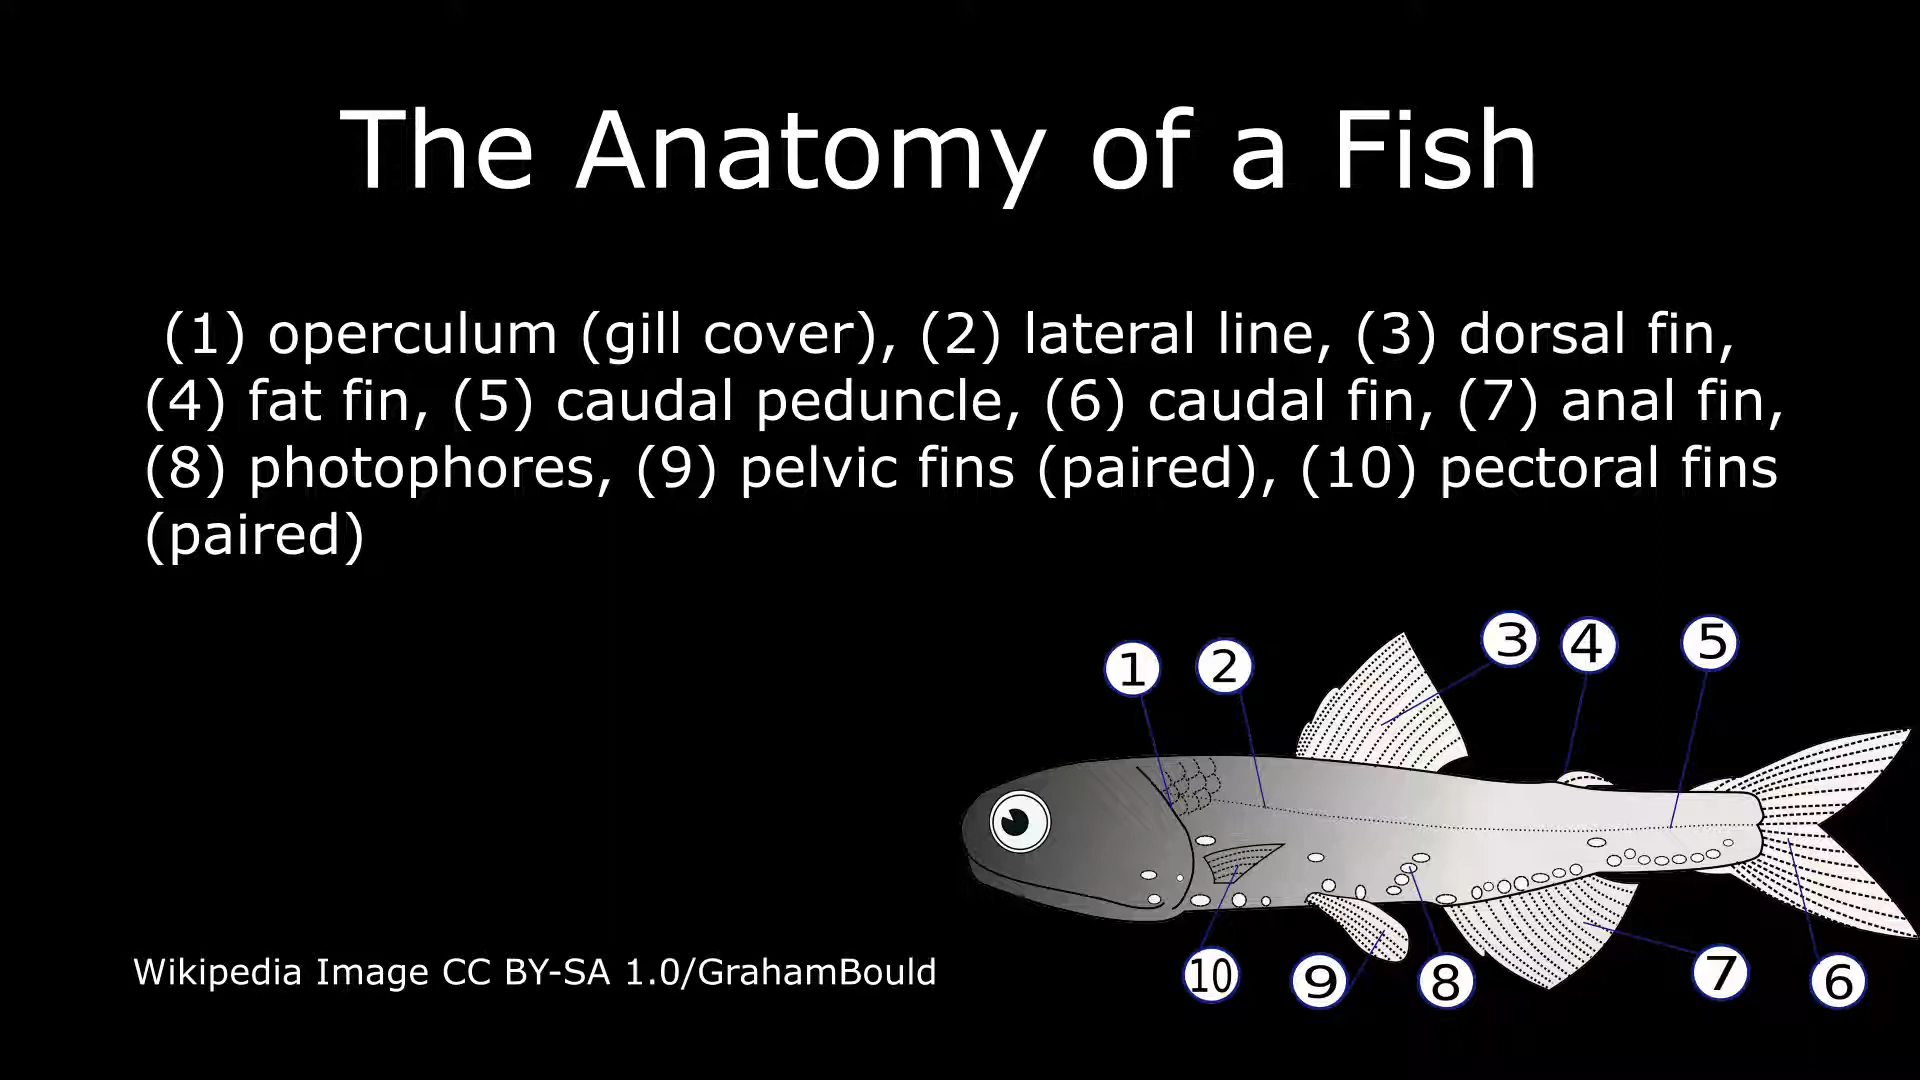 The Anatomy of a Fish
(1) operculum (gill cover), (2) lateral line, (3) dorsal fin,
(4) fat fin, (5) caudal peduncle, (6) caudal fin, (7) anal fin,
(8) photophores, (9) pelvic fins (paired), (10) pectoral fins
(paired)
1 2 3 4 5
10 9 8 7 6
Wikipedia Image CC BY-SA 1.0/GrahamBould